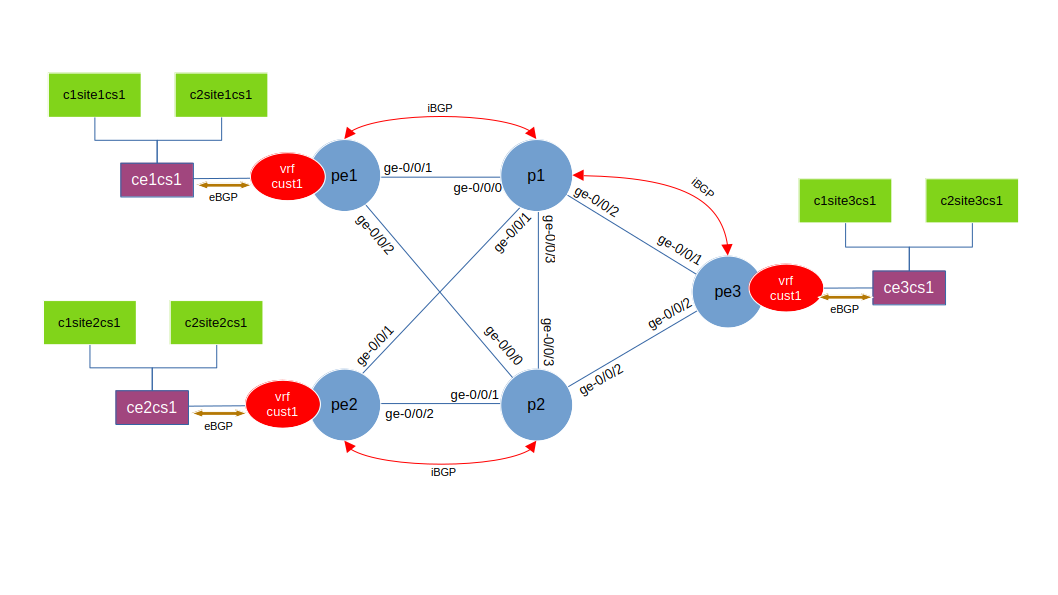 c1site1cs1
c2site1cs1
ce1cs1
eBGP
vrf
cust1
pe1
iBGP
ge-0/0/1
ge-0/0/0
p1
ge-0/0/2
ge-0/0/1
ge-0/0/3
ge-0/0/2
iBGP
ge-0/0/1
c1site3cs1
c2site3cs1
pe3
vrf
cust1
ce3cs1
eBGP
c1site2cs1
c2site2cs1
ce2cs1
eBGP
vrf
cust1
pe2
ge-0/0/1
ge-0/0/0
ge-0/0/3
ge-0/0/2
ge-0/0/2
ge-0/0/1
ge-0/0/2
p2
iBGP